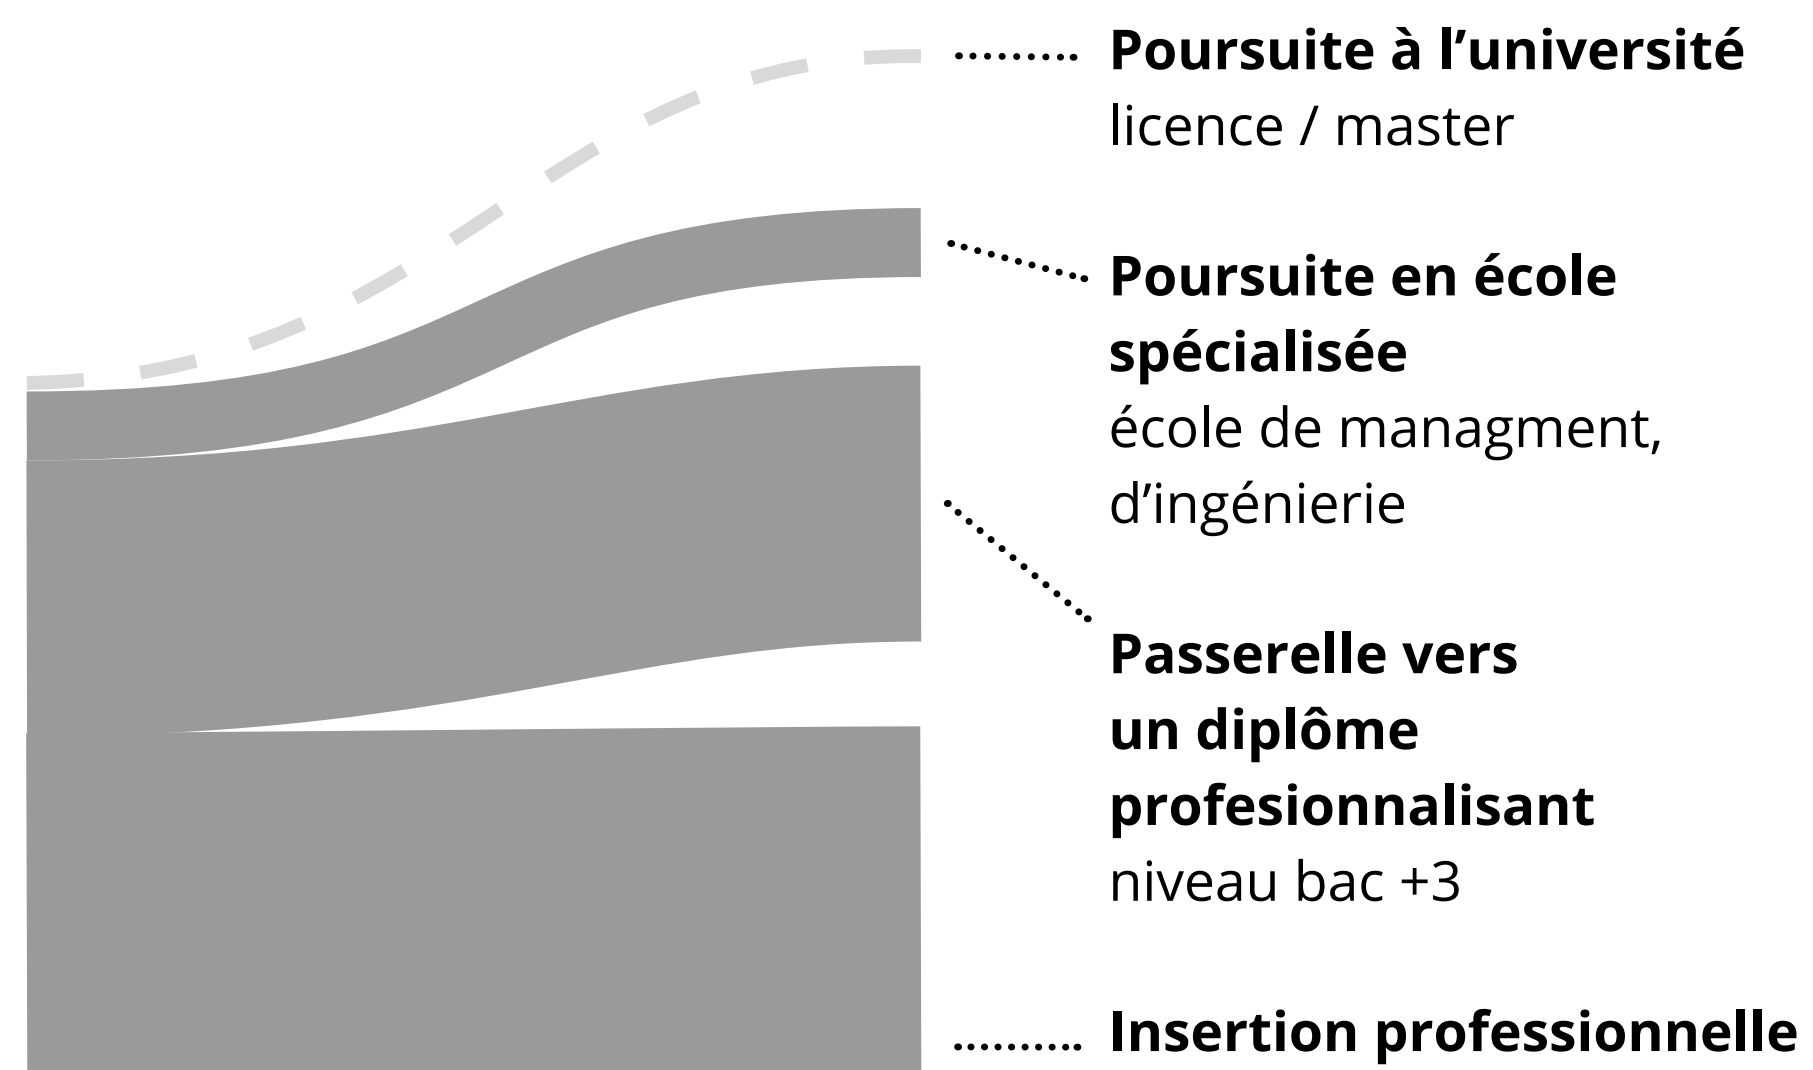 Poursuite à l’université
licence / master
Poursuite en école
spécialisée
école de managment,
d’ingénierie
Passerelle vers
un diplôme
profesionnalisant
niveau bac +3
Insertion professionnelle